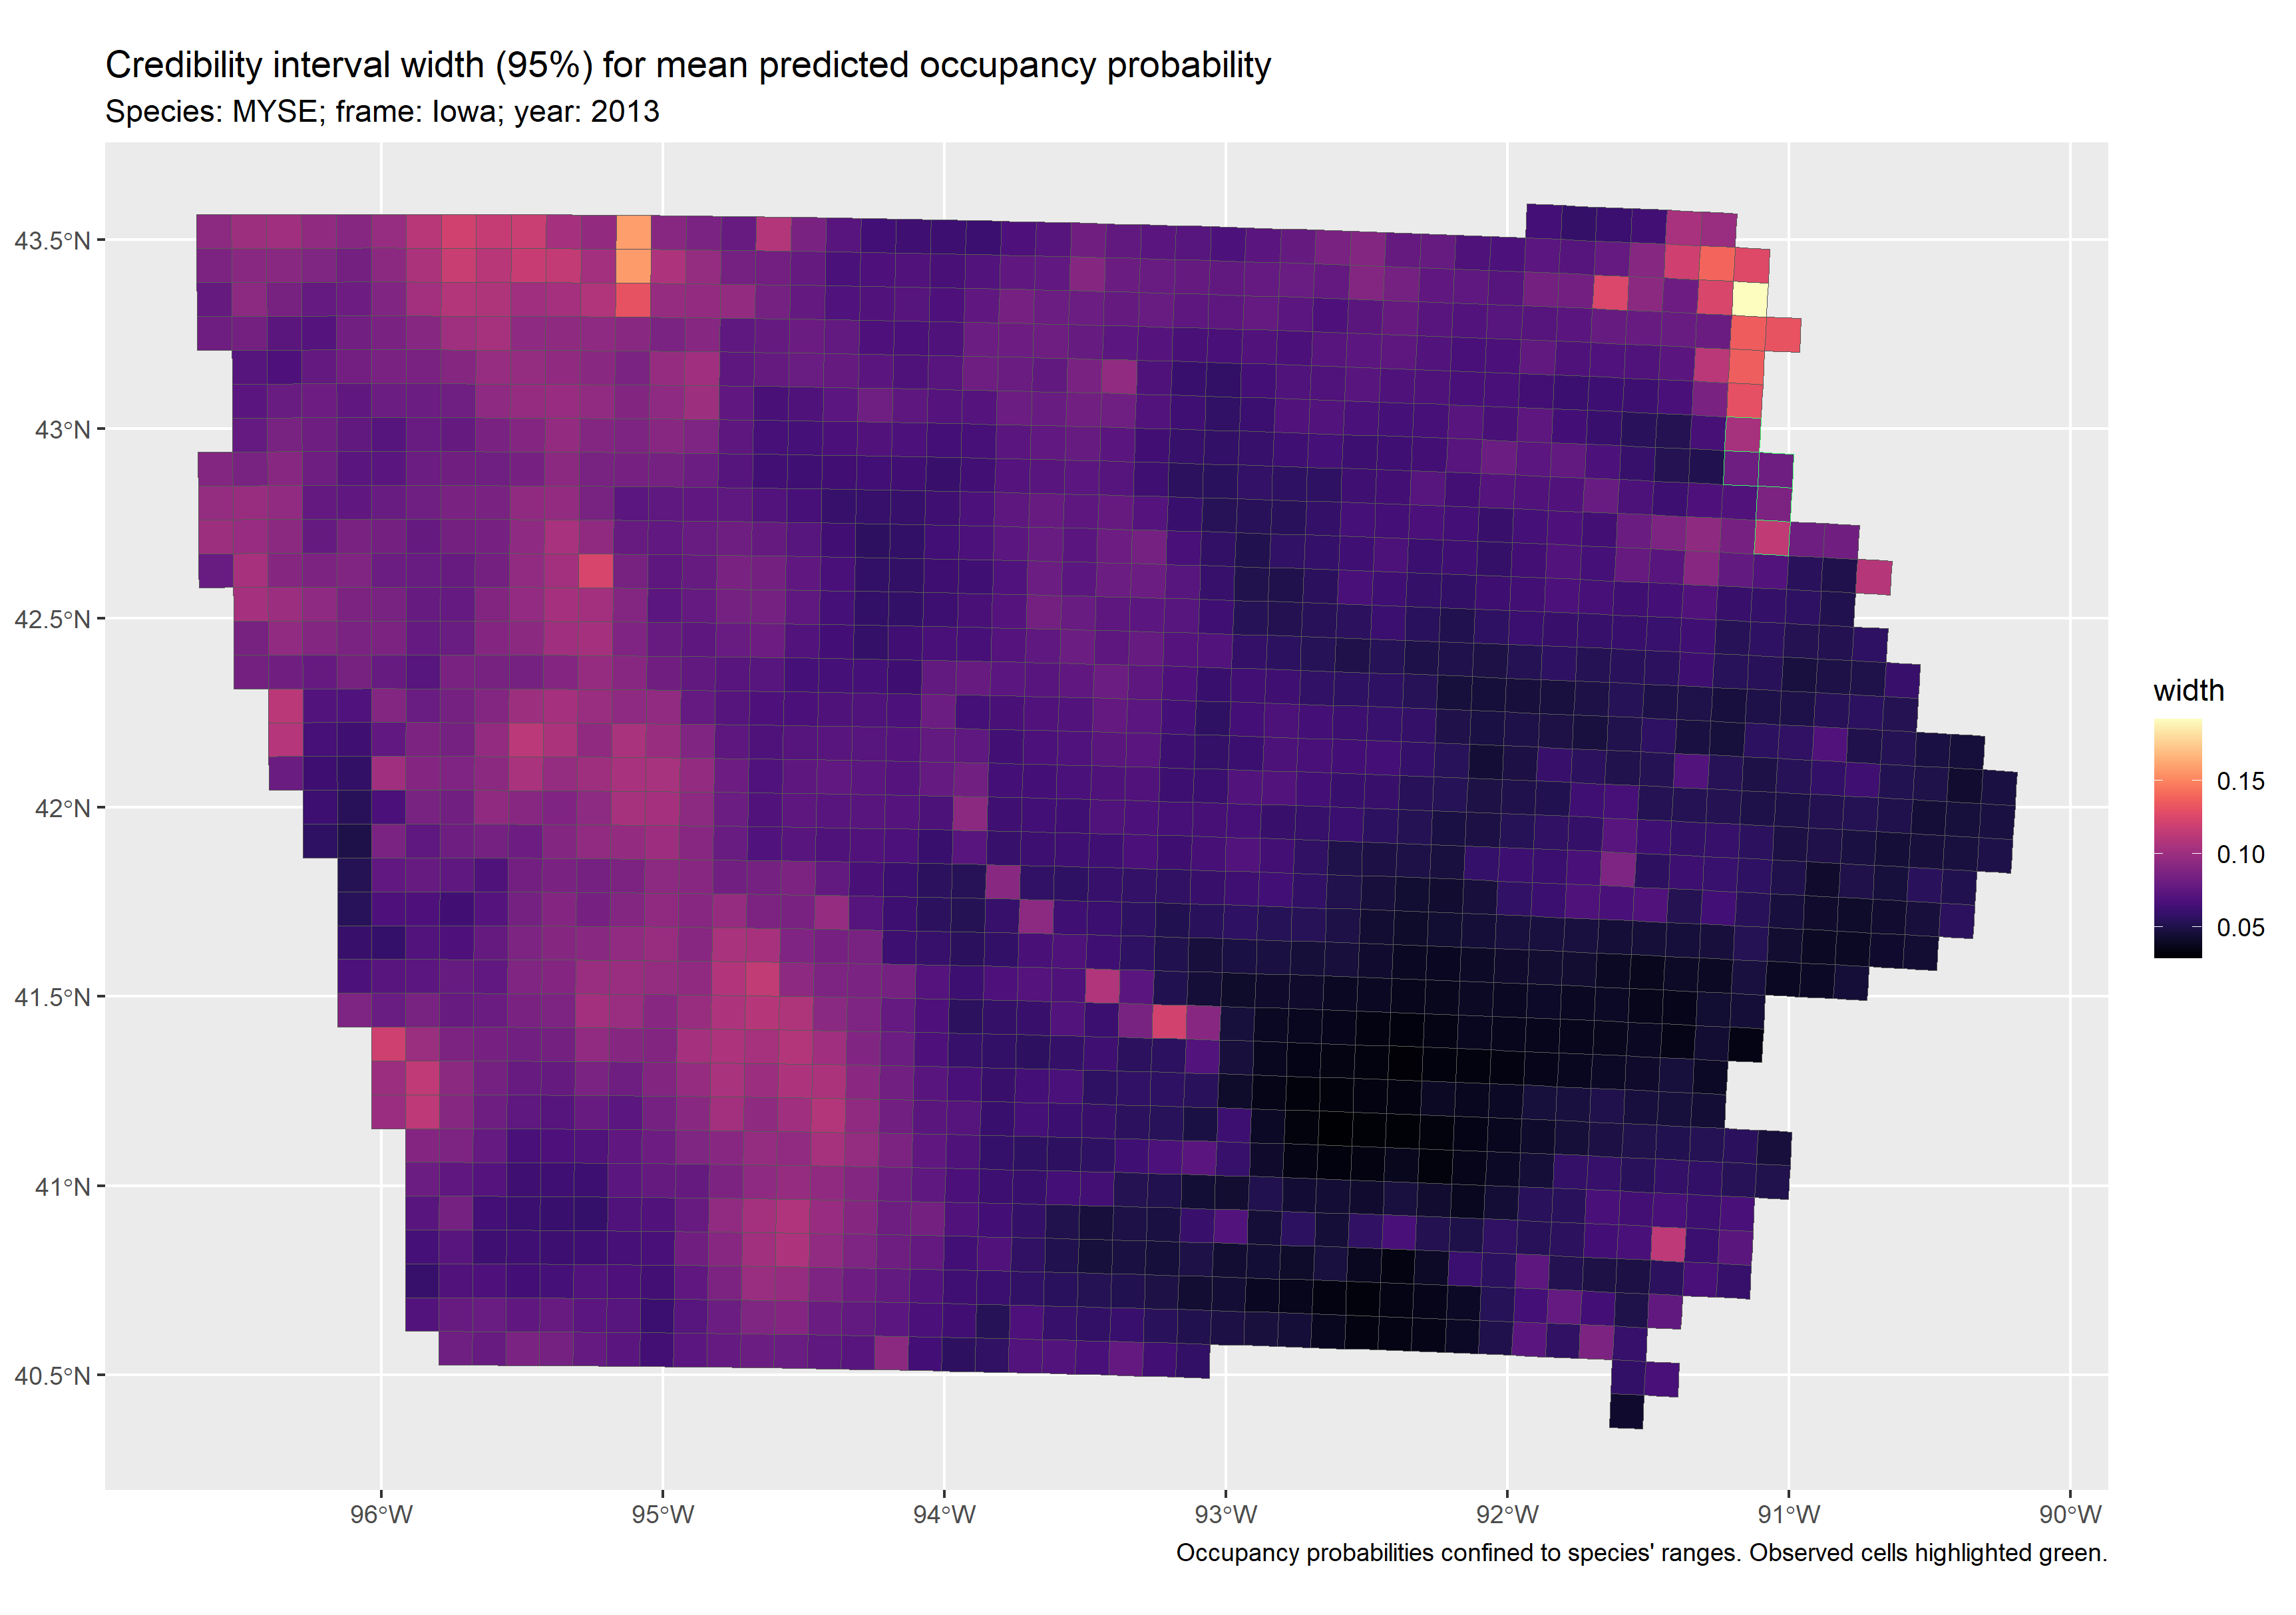 Credibility interval width (95%) for mean predicted occupancy probability
Species: MYSE; frame: Iowa; year: 2013
43.5°N
43°N
42.5°N
42°N
41.5°N
41°N
40.5°N
96°W
95°W
94°W
93°W
92°W
91°W
90°W
width
0.15
0.10
0.05
Occupancy probabilities confined to species' ranges. Observed cells highlighted green.